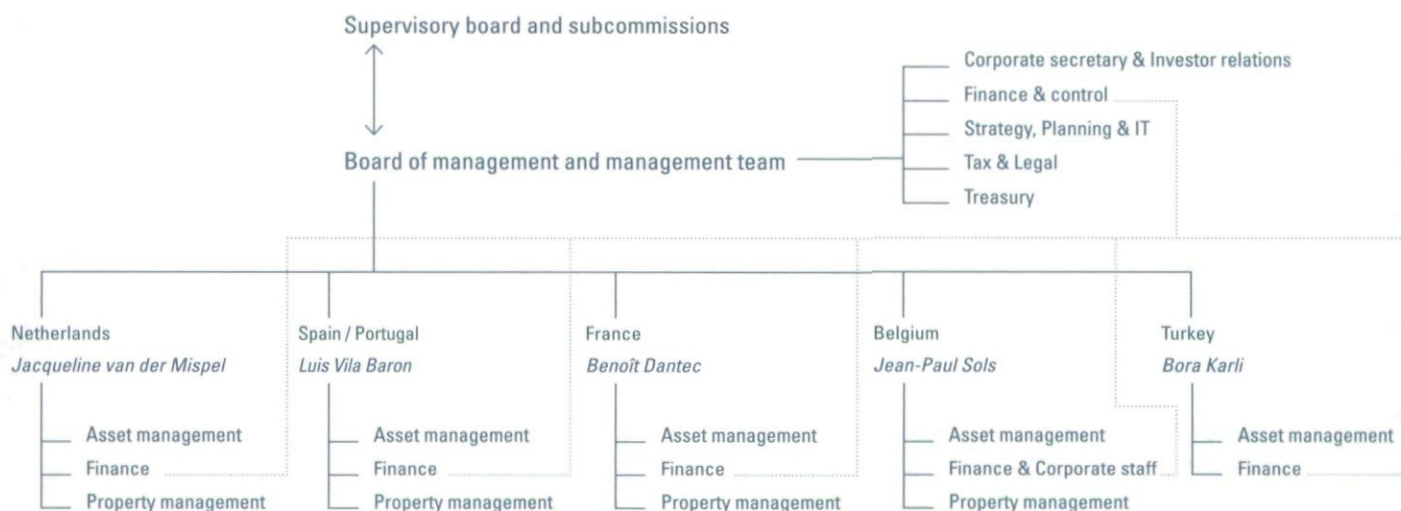 Supervisory board and subcommissions
Corporate secretary & Investor relations
Finance & control
Strategy, Planning & IT
Board of management and management team
Tax & Legal
Treasury
Netherlands
Jacqueline van der Mispel
Asset management
Finance
Property management
Spain / Portugal
Luis Vila Baron
Asset management
Finance
Property management
France
Benoît Dantec
Asset management
Finance
Property management
Belgium
Jean-Paul Sols
Asset management
Finance & Corporate staff
Property management
Turkey
Bora Karli
Asset management
Finance